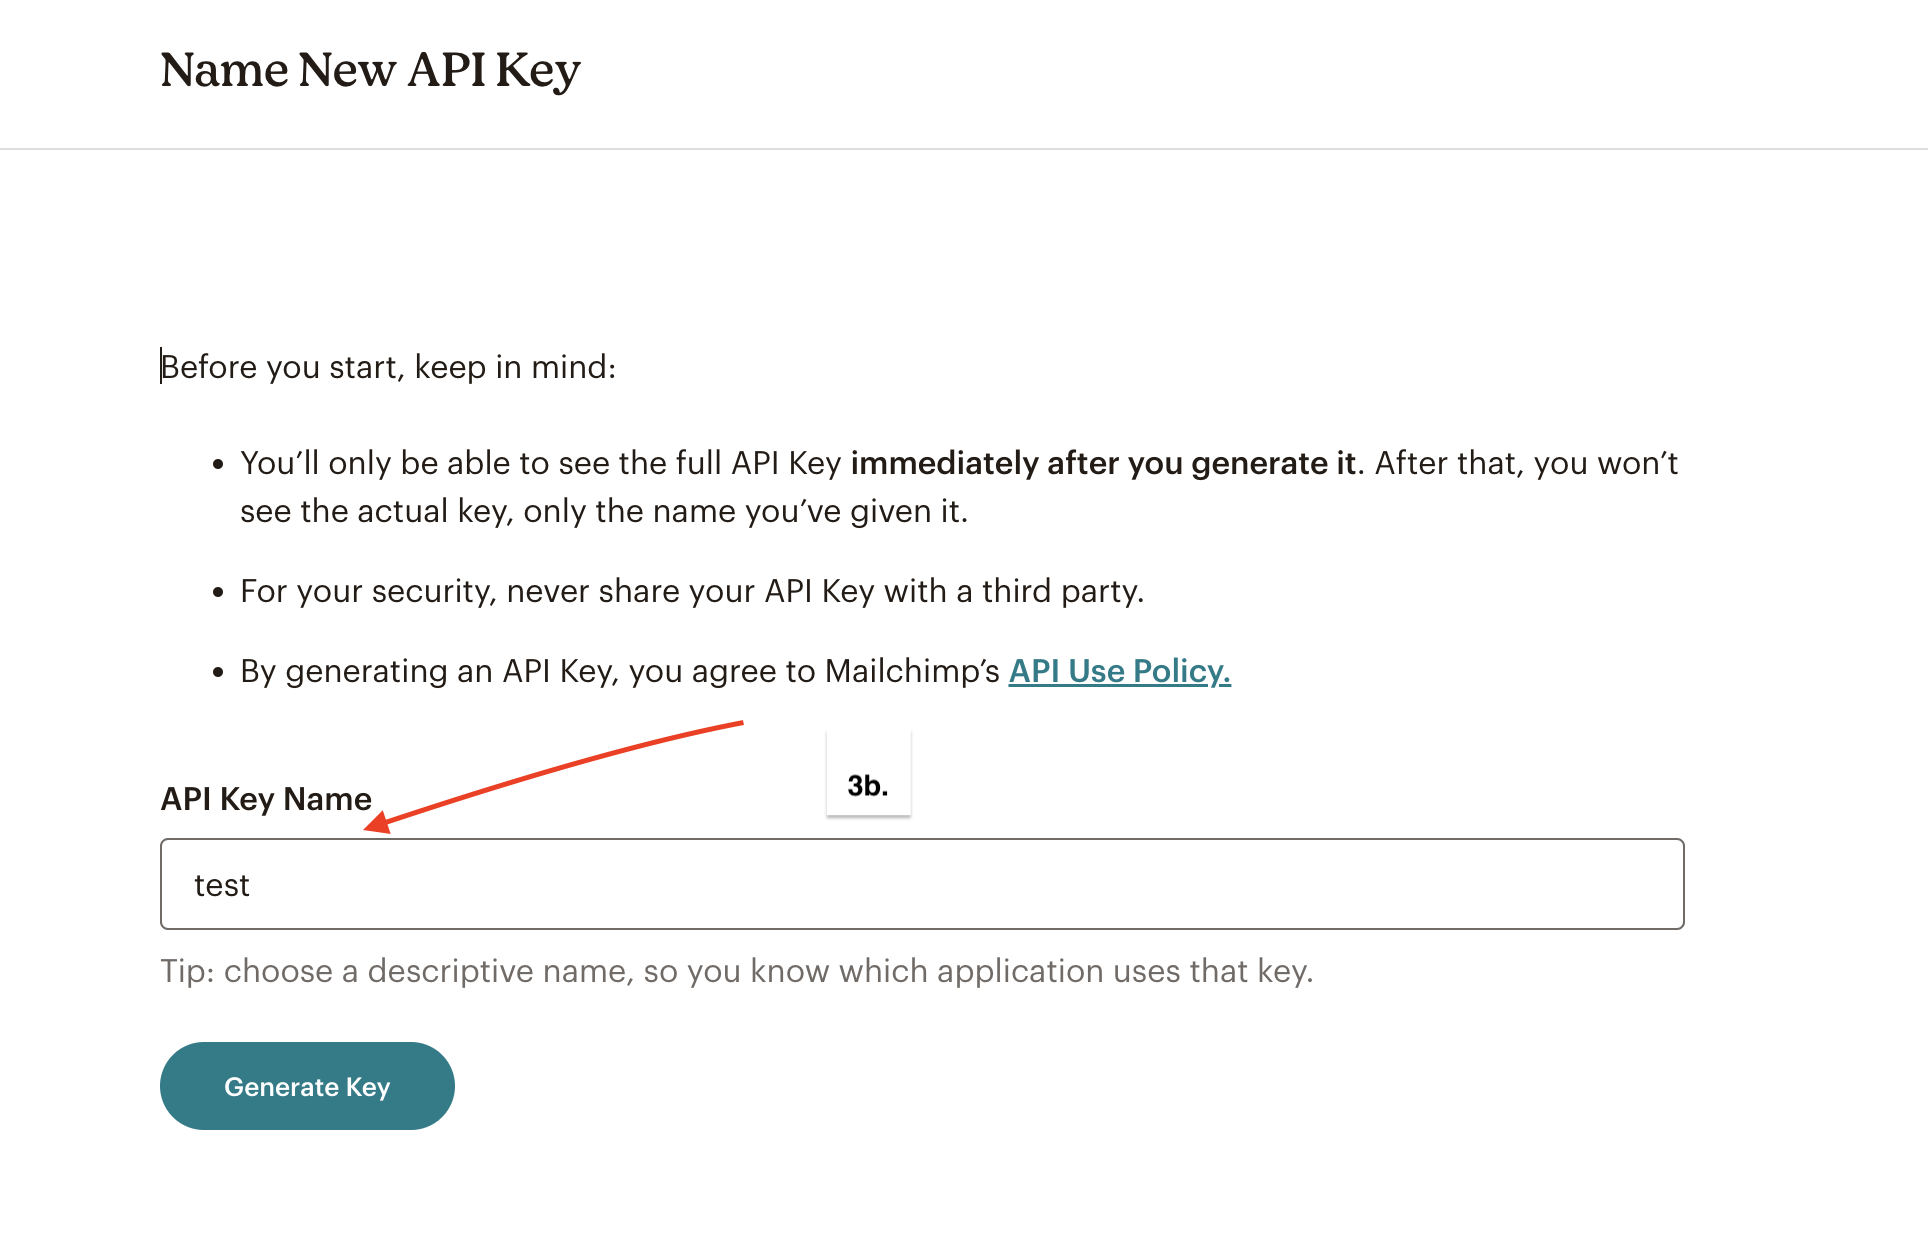 Name New API Key
Before you start, keep in mind:
• You’ll only be able to see the full API Key immediately after you generate it. After that, you won’t
see the actual key, only the name you’ve given it.
• For your security, never share your API Key with a third party.
• By generating an API Key, you agree to Mailchimp’s API Use Policy.
3b.
API Key Name
test
Tip: choose a descriptive name, so you know which application uses that key.
Generate Key